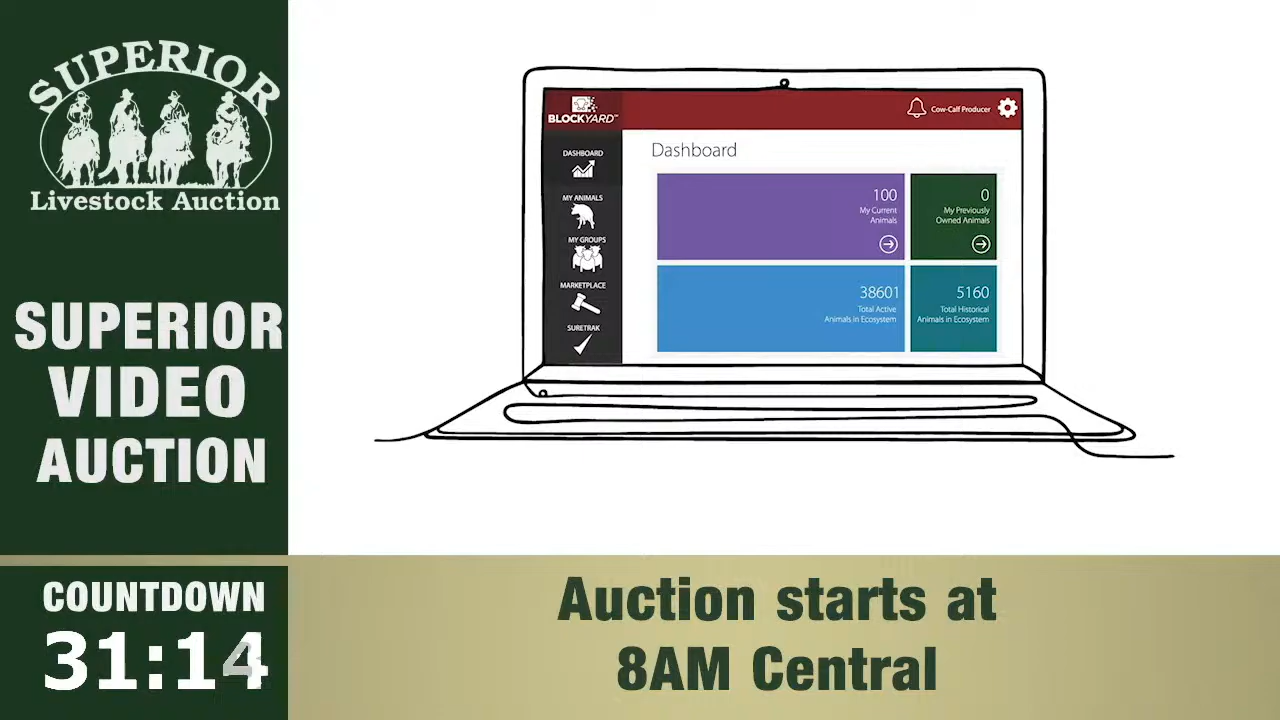 SUPERIOR
Livestock Auction
SUPERIOR
VIDEO
AUCTION
COUNTDOWN
31:14
BLOCKYARD™
Cow-Calf Producer
DASHBOARD
MY ANIMALS
MY GROUPS
MARKETPLACE
SURETRAK
Dashboard
100
My Current
Animals
0
My Previously
Owned Animals
38601
Total Active
Animals in Ecosystem
5160
Total Historical
Animals in Ecosystem
Auction starts at
8AM Central